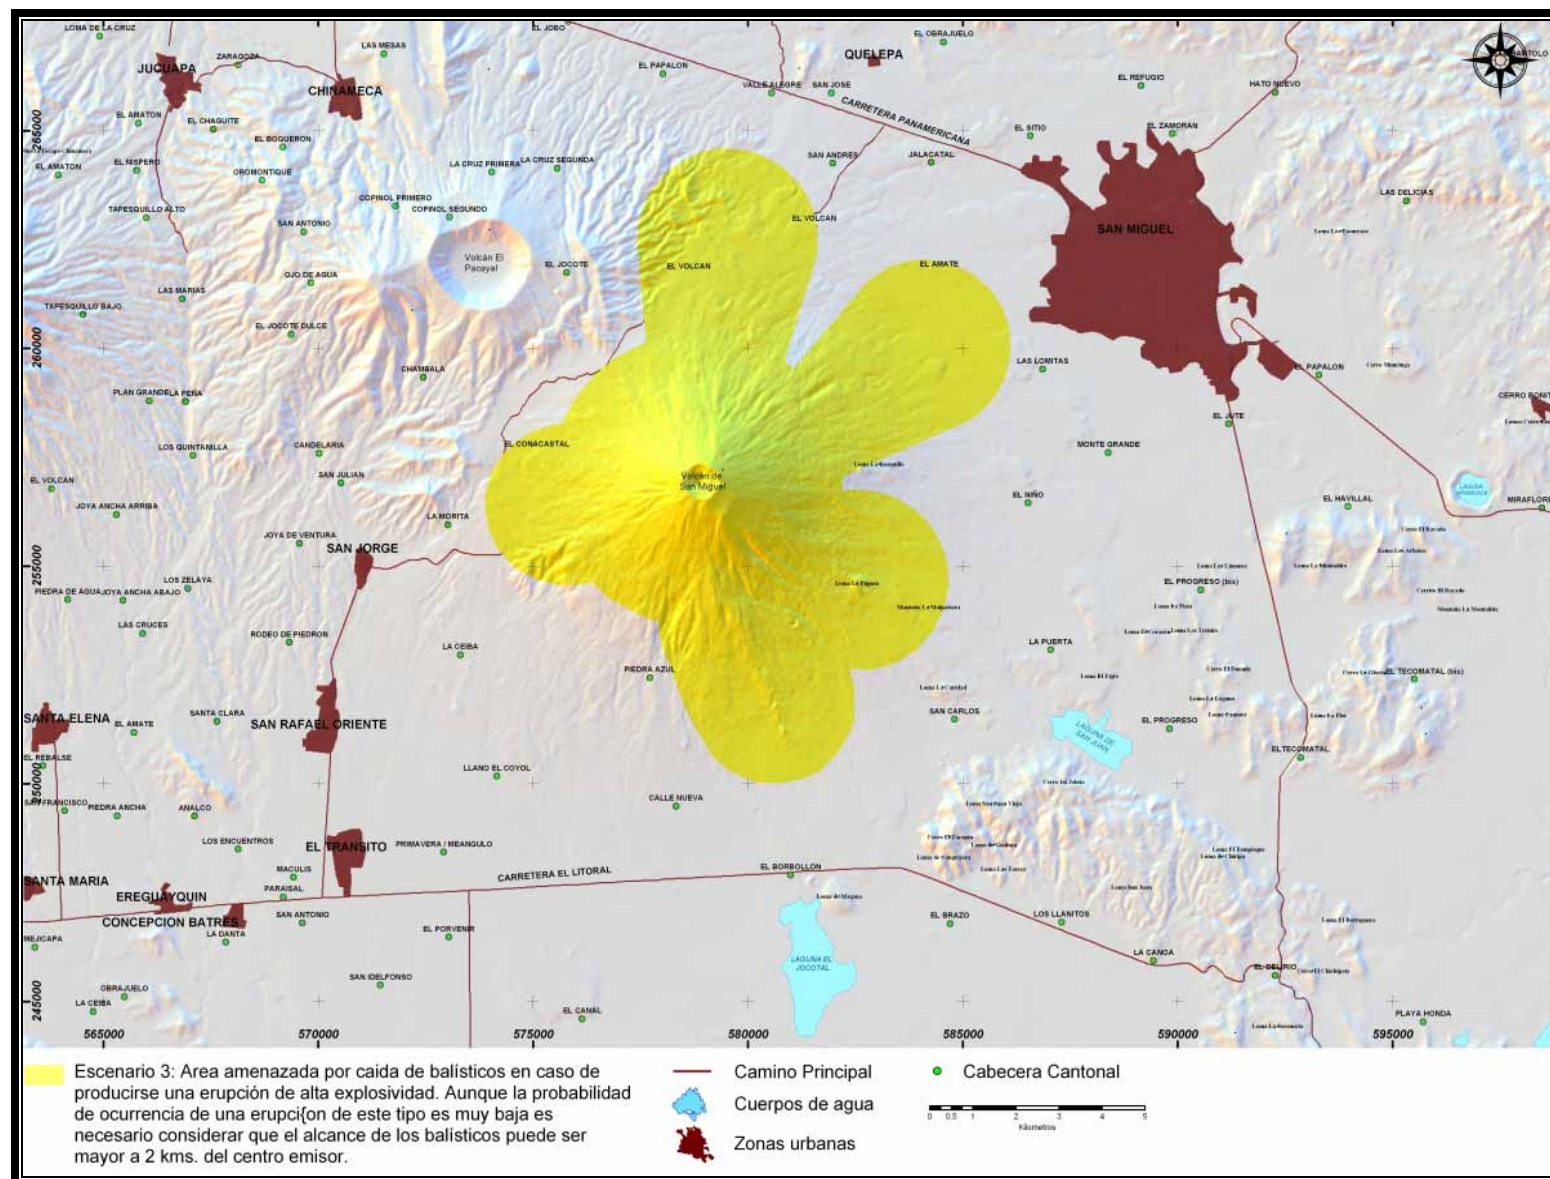 LOMA DE LA CRUZ
EL JOBO
EL OBRAJUELO
JUCUAPA
ZARAGOZA
LAS MESAS
QUELEPA
EL PAPALON
CHINAMECA
VALLE ALEGRE
SAN JOSE
EL REFUGIO
HATO NUEVO
CARRETERA PANAMERICANA
EL AMATON
EL CHAGUITE
EL BOQUERON
EL SITIO
EL ZAMORAN
265000
EL AMATON
EL NISPERO
OROMONTIQUE
LA CRUZ PRIMERA
LA CRUZ SEGUNDA
SAN ANDRES
JALACATAL
LAS DELICIAS
TAPESQUILLO ALTO
COPINOL PRIMERO
COPINOL SEGUNDO
SAN ANTONIO
EL VOLCAN
SAN MIGUEL
Volcán El
Pacayal
OJO DE AGUA
EL JOCOTE
EL VOLCAN
EL AMATE
LAS MARIAS
TAPESQUILLO BAJO
EL JOCOTE DULCE
260000
CHAMBALA
LAS LOMITAS
EL PAPALON
PLAN GRANDE
LA PEÑA
EL JUTE
LOS QUINTANILLA
CANDELARIA
EL CONACASTAL
MONTE GRANDE
SAN JULIAN
EL VOLCAN
Volcán de
San Miguel
EL NIÑO
EL HAVILLAL
JOYA ANCHA ARRIBA
LA MORITA
JOYA DE VENTURA
SAN JORGE
255000
LOS ZELAYA
PIEDRA DE AGUA
JOYA ANCHA ABAJO
EL PROGRESO (bis)
LAS CRUCES
RODEO DE PIEDRON
LA CEIBA
LA PUERTA
PIEDRA AZUL
EL TECOMATAL (bis)
SANTA ELENA
EL AMATE
SANTA CLARA
SAN RAFAEL ORIENTE
SAN CARLOS
EL PROGRESO
LAGUNA DE
SAN JUAN
EL REBALSE
EL TECOMATAL
LLANO EL COYOL
250000
SAN FRANCISCO
PIEDRA ANCHA
ANALCO
CALLE NUEVA
LOS ENCUENTROS
EL TRANSITO
PRIMAVERA / MEANGULO
MACULIS
CARRETERA EL LITORAL
EL BORBOLLON
SANTA MARIA
PARAISAL
EREGUAYQUIN
CONCEPCION BATRES
SAN ANTONIO
EL BRAZO
LOS LLANITOS
LA DANTA
EL PORVENIR
MEJICAPA
LA CANOA
LAGUNA EL
JOCOTAL
EL DELIRIO
SAN IDELFONSO
OBRAJUELO
LA CEIBA
EL CANAL
PLAYA HONDA
245000
565000
570000
575000
580000
585000
590000
595000
Escenario 3: Area amenazada por caida de balísticos en caso de
producirse una erupción de alta explosividad. Aunque la probabilidad
de ocurrencia de una erupci{on de este tipo es muy baja es
necesario considerar que el alcance de los balísticos puede ser
mayor a 2 kms. del centro emisor.
Camino Principal
Cuerpos de agua
Zonas urbanas
Cabecera Cantonal
0 0.5 1 2 3 4 5
Kilometros